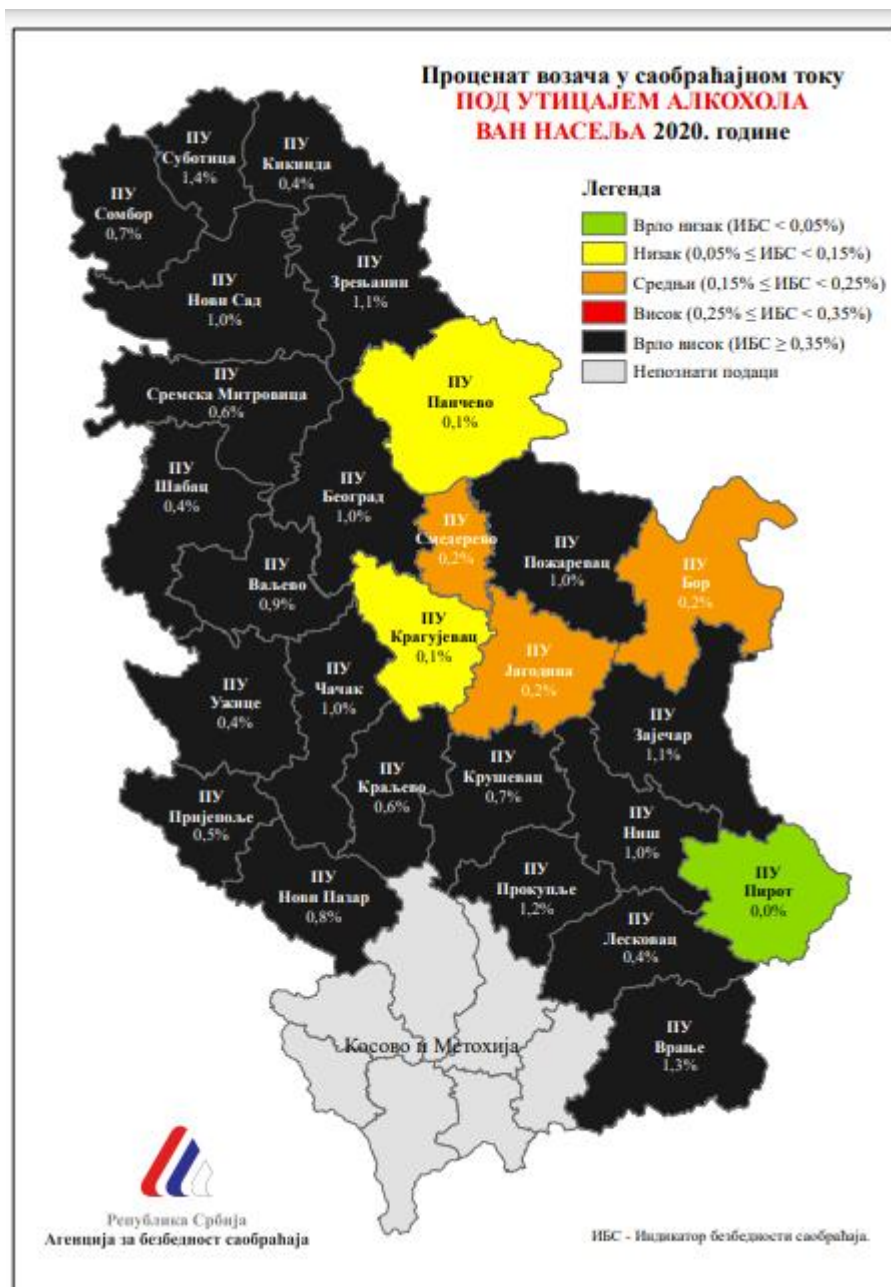 Проценат возача у саобраћајном току
ПОД УТИЦАЈЕМ АЛКОХОЛА
ВАН НАСЕЉА 2020. године
Легенда
Врло низак (ИБС < 0,05%)
Низак (0,05% ≤ ИБС < 0,15%)
Средњи (0,15% ≤ ИБС < 0,25%)
Висок (0,25% ≤ ИБС < 0,35%)
Врло висок (ИБС ≥ 0,35%)
Непознати подаци
ПУ
Суботица
1,4%
ПУ
Кикинда
0,4%
ПУ
Сомбор
0,7%
ПУ
Нови Сад
1,0%
ПУ
Зрењанин
1,1%
ПУ
Сремска Митровица
0,6%
ПУ
Панчево
0,1%
ПУ
Шабац
0,4%
ПУ
Београд
1,0%
ПУ
Смедерево
0,2%
ПУ
Пожаревац
1,0%
ПУ
Бор
0,2%
ПУ
Ваљево
0,9%
ПУ
Крагујевац
0,1%
ПУ
Јагодина
0,2%
ПУ
Ужице
0,4%
ПУ
Чачак
1,0%
ПУ
Зајечар
1,1%
ПУ
Краљево
0,6%
ПУ
Крушевац
0,7%
ПУ
Пријепоље
0,5%
ПУ
Ниш
1,0%
ПУ
Пирот
0,0%
ПУ
Нови Пазар
0,8%
ПУ
Прокупље
1,2%
ПУ
Лесковац
0,4%
ПУ
Врање
1,3%
Косово и Метохија
Република Србија
Агенција за безбедност саобраћаја
ИБС - Индикатор безбедности саобраћаја.